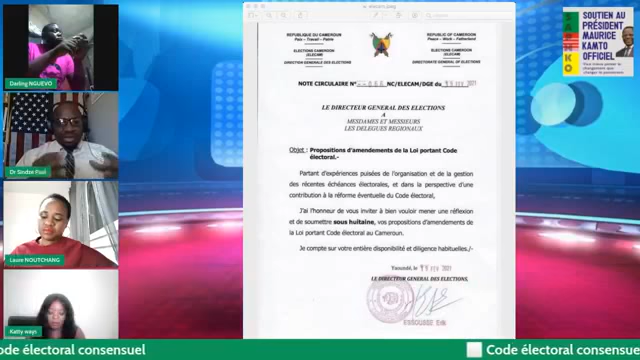 Darling NGUEVO
Laure NOUTCHANG
Katty ways
REPUBLIQUE DU CAMEROUN
Paix – Travail – Patrie
ELECTIONS CAMEROON
(ELECAM)
DIRECTION GENERALE DES ELECTIONS
REPUBLIC OF CAMEROON
Peace – Work – Fatherland
ELECTIONS CAMEROON
(ELECAM)
DIRECTORATE GENERAL OF ELECTIONS
NOTE CIRCULAIRE N° NC/ELECAM/DGE du 2021
LE DIRECTEUR GENERAL DES ELECTIONS
A
MESDAMES ET MESSIEURS
LES DELEGUES REGIONAUX
Objet : Propositions d'amendements de la Loi portant Code
électoral.-
Partant d'expériences puisées de l'organisation et de la gestion
des récentes échéances électorales, et dans la perspective d'une
contribution à la réforme éventuelle du Code électoral,
J'ai l'honneur de vous inviter à bien vouloir mener une réflexion
et de soumettre sous huitaine, vos propositions d'amendements de
la Loi portant Code électoral au Cameroun.
Je compte sur votre entière disponibilité et diligence habituelles./-
Yaoundé, le FEV 2021
LE DIRECTEUR GENERAL DES ELECTIONS,
ESSOUSSE Erik
SOUTIEN AU
PRÉSIDENT
MAURICE
KAMTO
OFFICIEL
Code électoral consensuel
Code électoral consensue